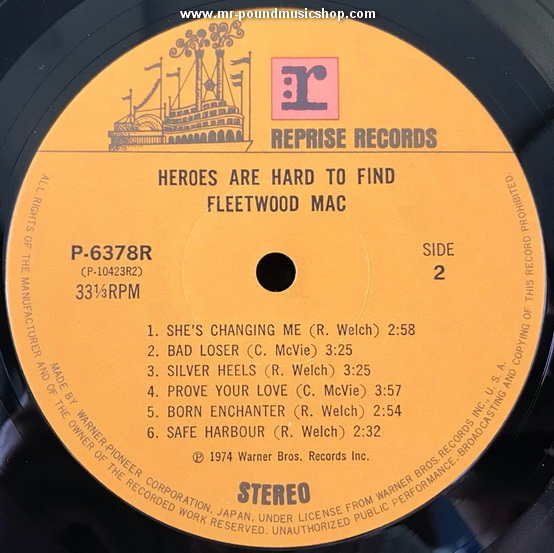 www.mr-poundmusicshop.com
r
REPRISE RECORDS
HEROES ARE HARD TO FIND
FLEETWOOD MAC
P-6378R
(P-10423R2)
33⅓RPM
SIDE
2
1. SHE'S CHANGING ME (R. Welch) 2:58
2. BAD LOSER (C. McVie) 3:25
3. SILVER HEELS (R. Welch) 3:25
4. PROVE YOUR LOVE (C. McVie) 3:57
5. BORN ENCHANTER (R. Welch) 2:54
6. SAFE HARBOUR (R. Welch) 2:32
℗ 1974 Warner Bros. Records Inc.
STEREO
ALL RIGHTS OF THE MANUFACTURER AND OF THE OWNER OF THE RECORDED WORK RESERVED. UNAUTHORIZED PUBLIC PERFORMANCE, BROADCASTING AND COPYING OF THIS RECORD PROHIBITED.
MADE BY WARNER-PIONEER CORPORATION, JAPAN, UNDER LICENSE FROM WARNER BROS. RECORDS INC., U.S.A.